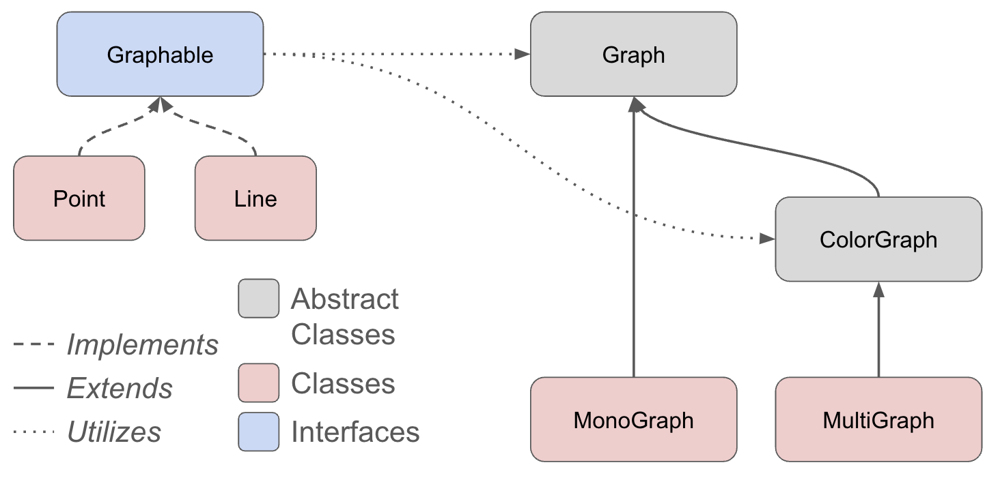 Graphable
Graph
Point
Line
ColorGraph
Abstract
Classes
Implements
Extends
Classes
Utilizes
Interfaces
MonoGraph
MultiGraph